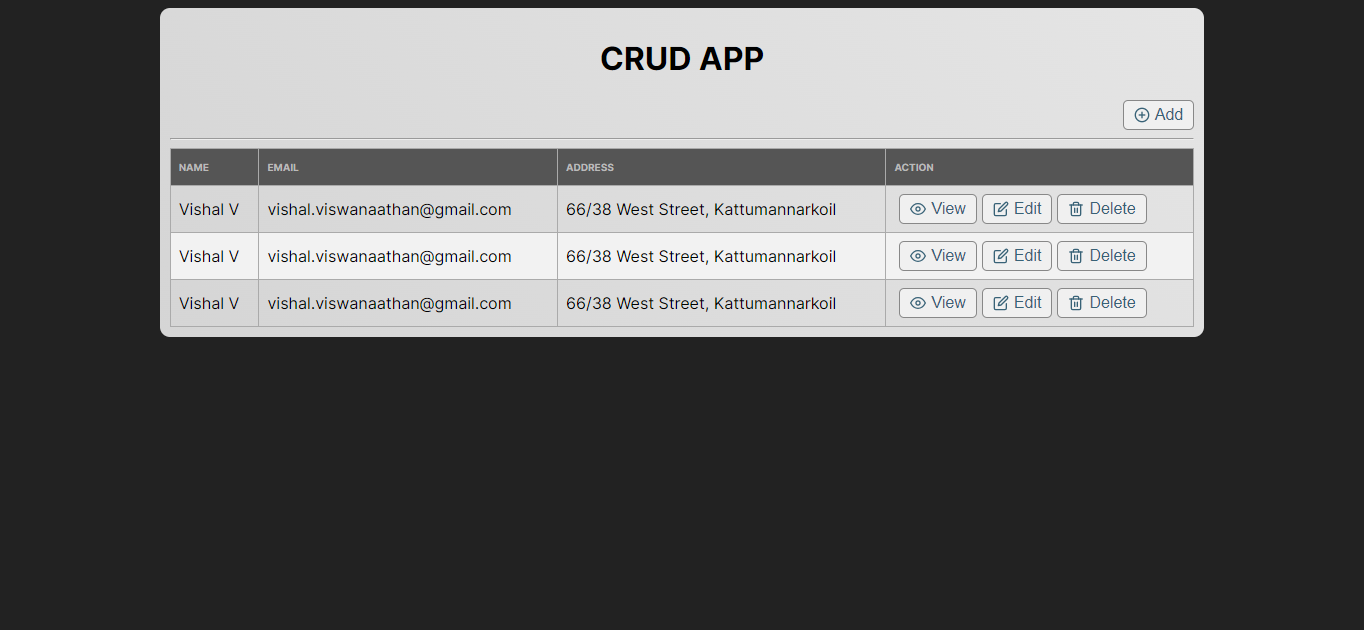 CRUD APP
Add
NAME EMAIL ADDRESS ACTION
Vishal V vishal.viswanaathan@gmail.com 66/38 West Street, Kattumannarkoil View Edit Delete
Vishal V vishal.viswanaathan@gmail.com 66/38 West Street, Kattumannarkoil View Edit Delete
Vishal V vishal.viswanaathan@gmail.com 66/38 West Street, Kattumannarkoil View Edit Delete